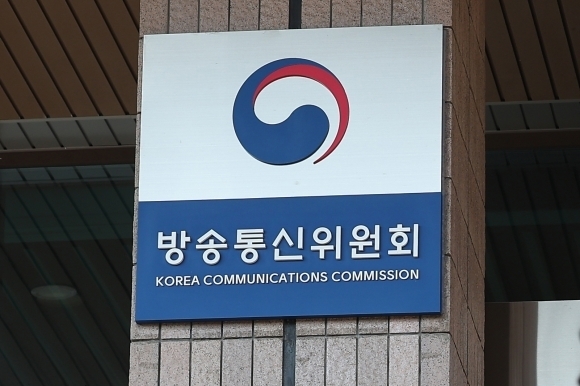 방송통신위원회
KOREA COMMUNICATIONS COMMISSION